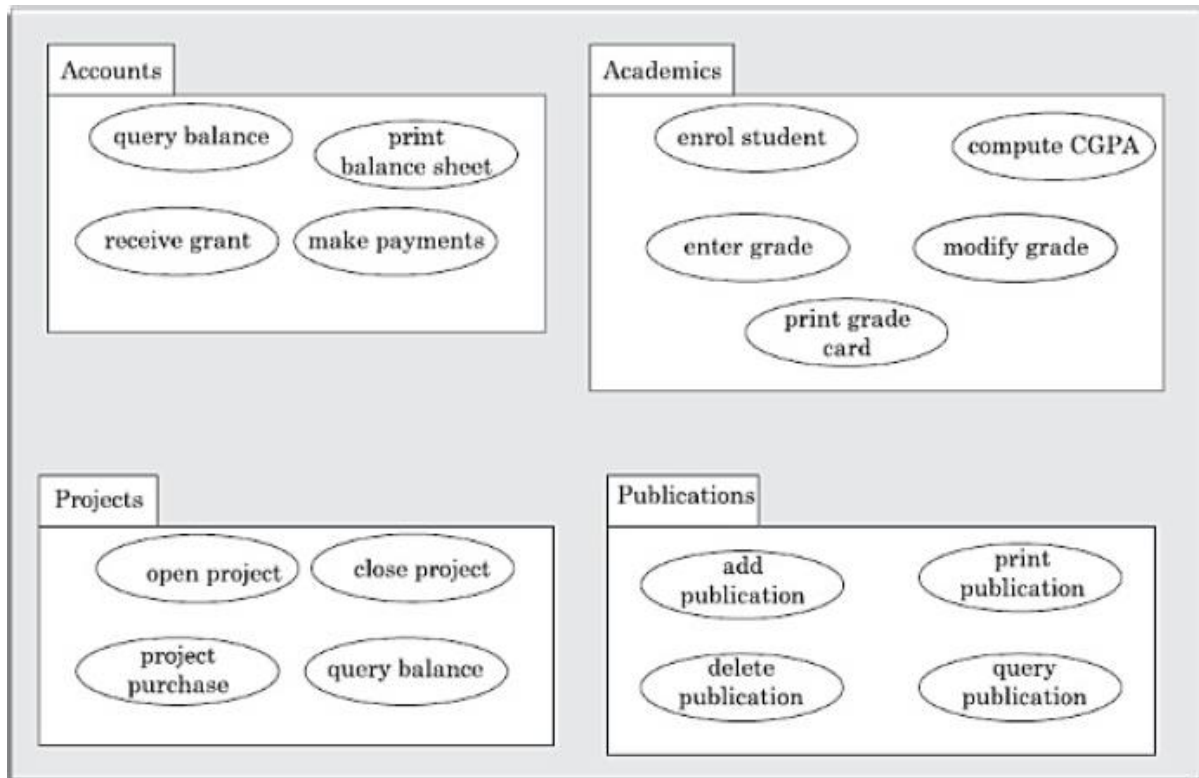 Accounts
query balance
print
balance sheet
receive grant
make payments
Academics
enrol student
compute CGPA
enter grade
modify grade
print grade
card
Projects
open project
close project
project
purchase
query balance
Publications
add
publication
print
publication
delete
publication
query
publication